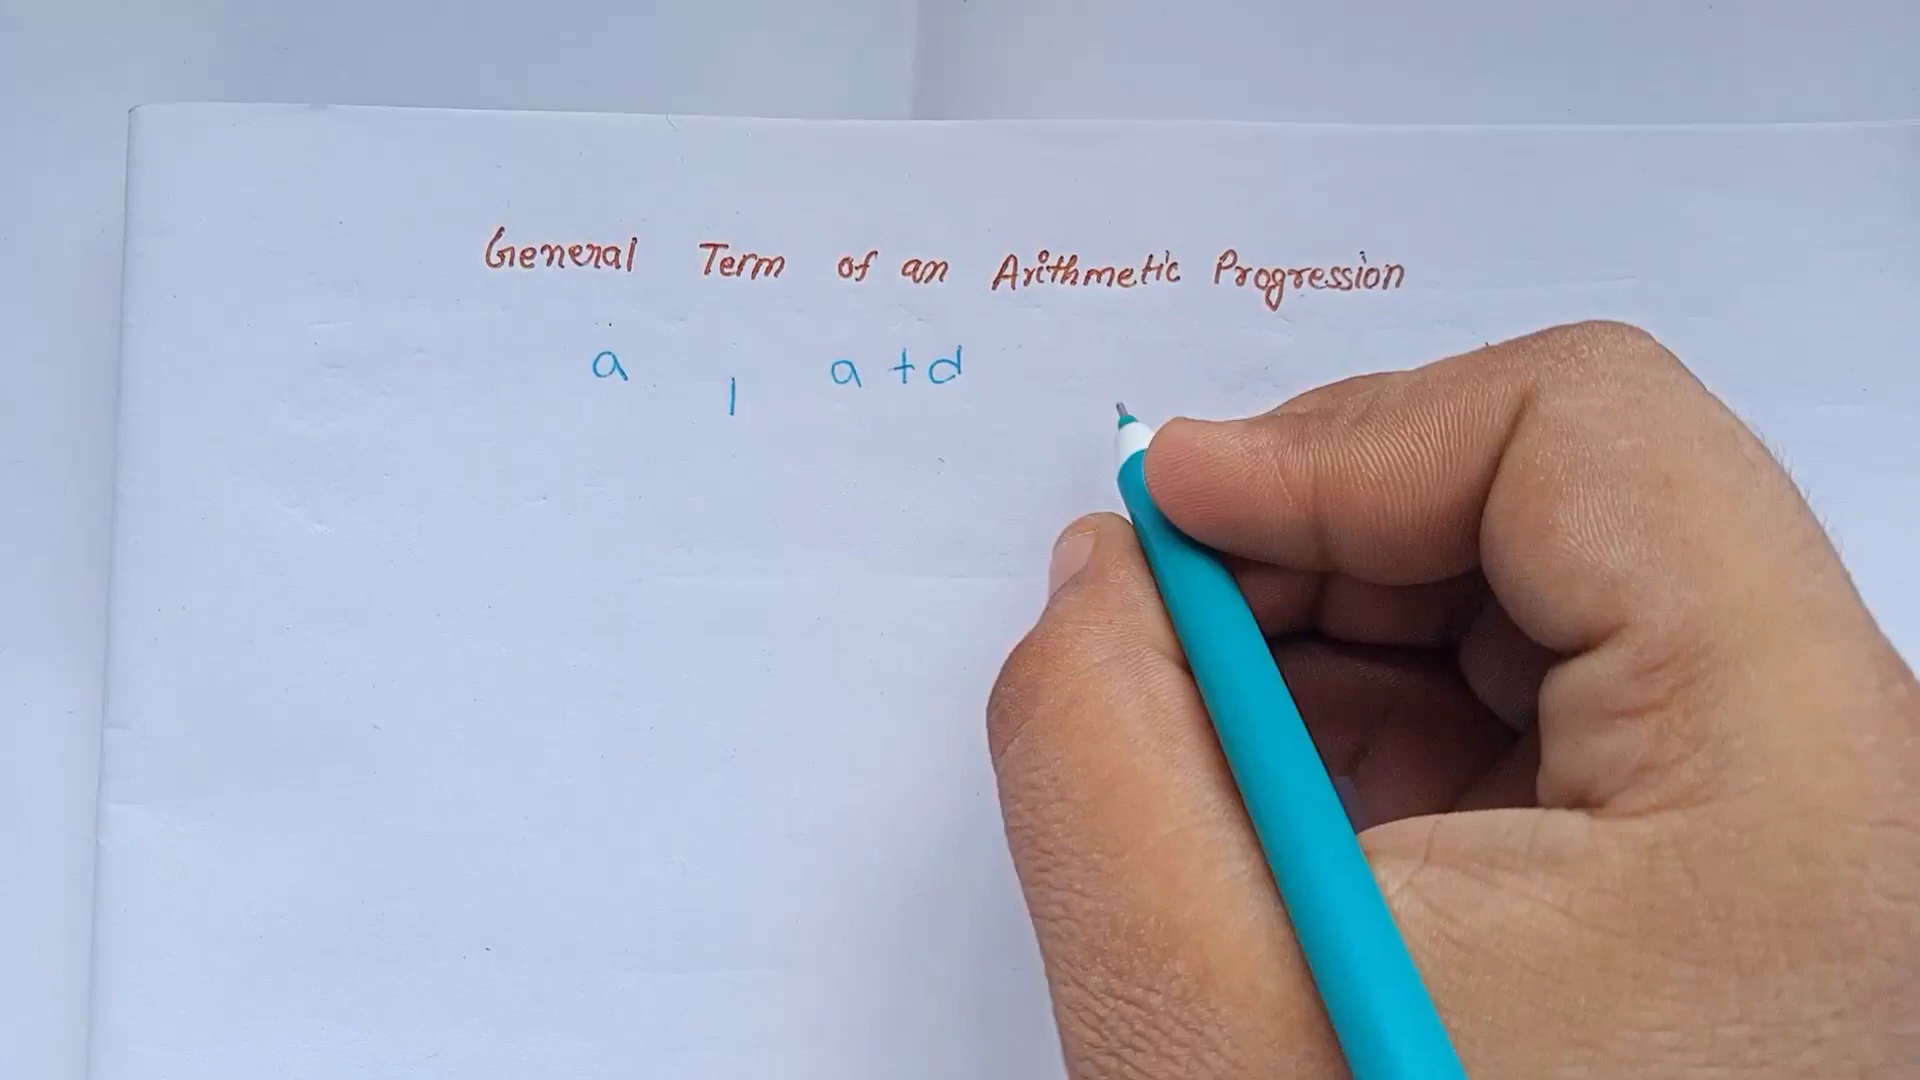 General Term of an Arithmetic Progression
a , a + d